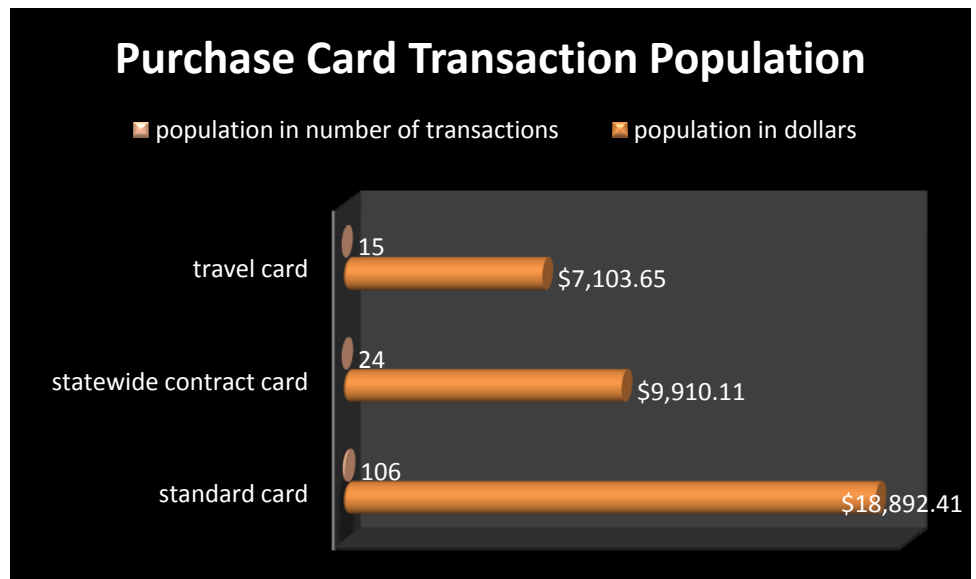 Purchase Card Transaction Population
population in number of transactions population in dollars
15
travel card
$7,103.65
24
statewide contract card
$9,910.11
106
standard card
$18,892.41